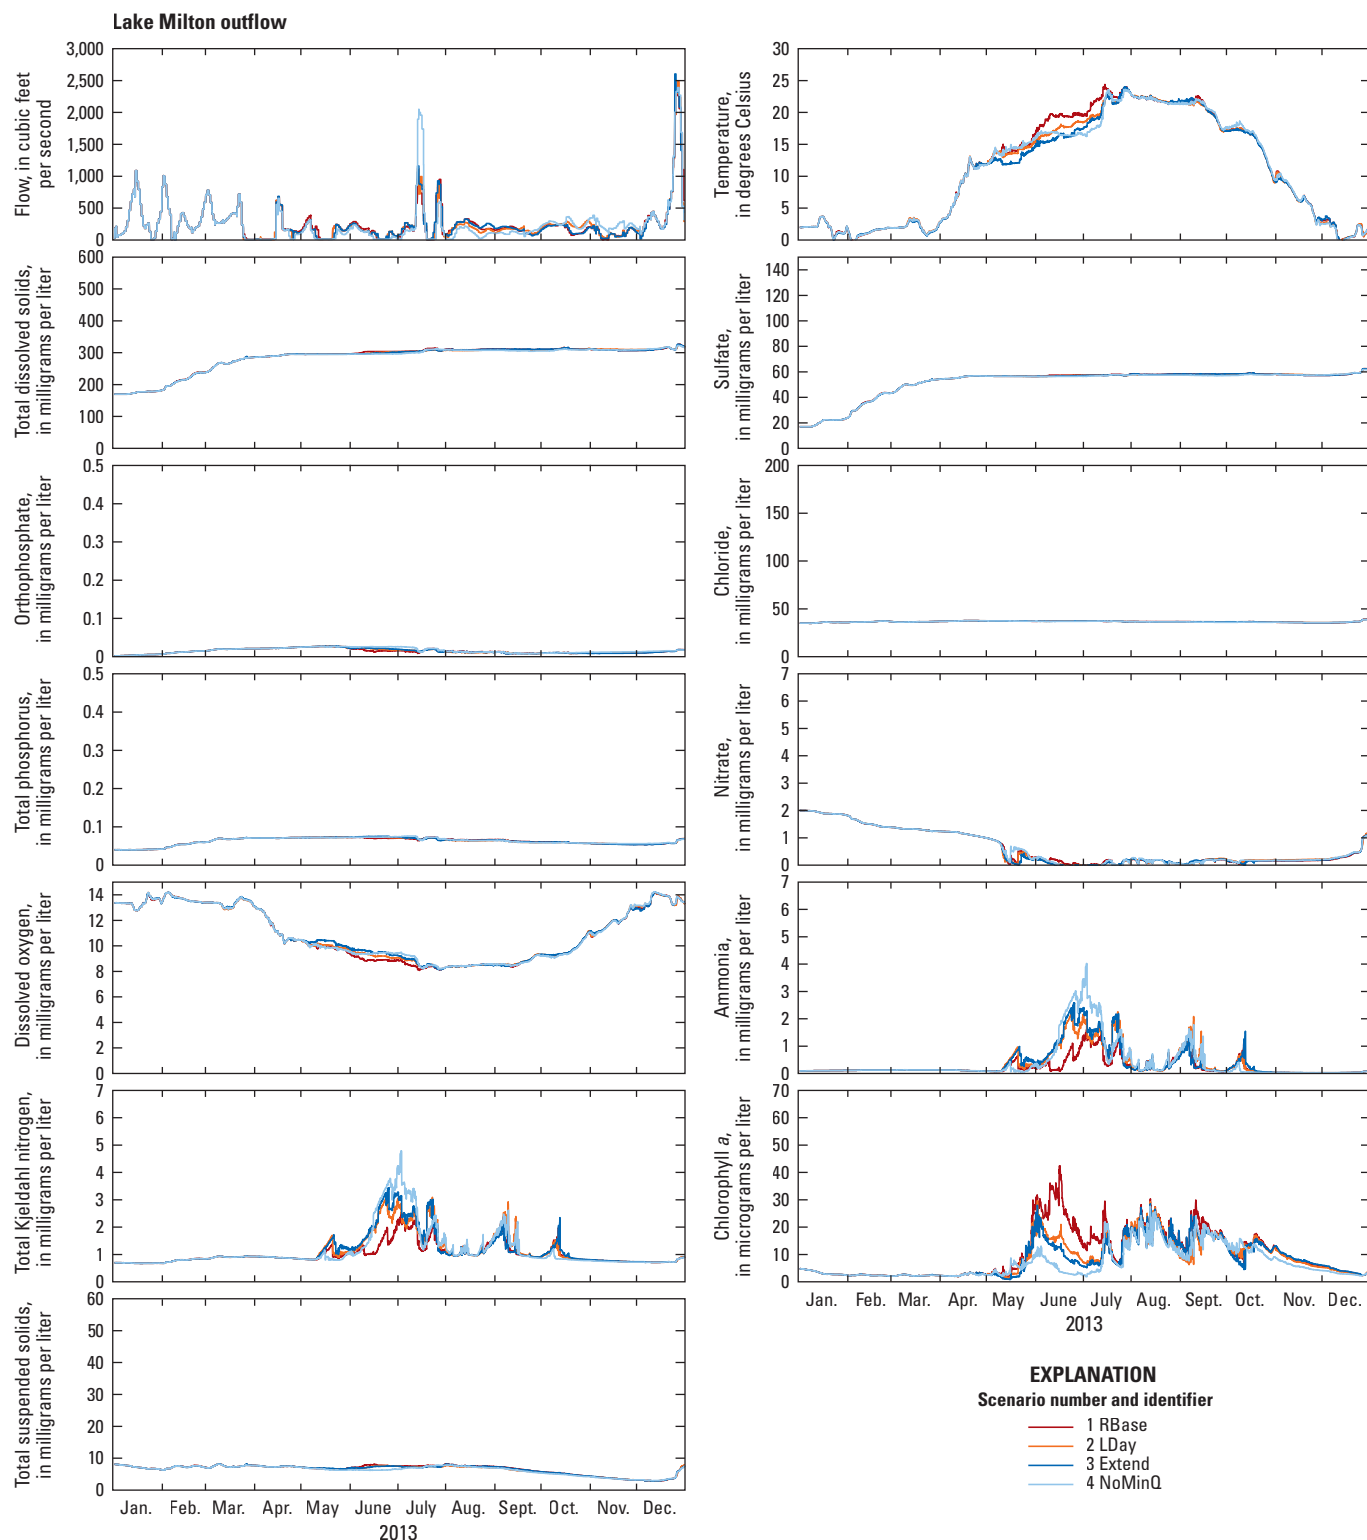 Lake Milton outflow
Flow, in cubic feet
per second
3,000
2,500
2,000
1,500
1,000
500
0
Temperature,
in degrees Celsius
30
25
20
15
10
5
0
Total dissolved solids,
in milligrams per liter
600
500
400
300
200
100
0
Sulfate,
in milligrams per liter
140
120
100
80
60
40
20
0
Orthophosphate,
in milligrams per liter
0.5
0.4
0.3
0.2
0.1
0
Chloride,
in milligrams per liter
200
150
100
50
0
Total phosphorus,
in milligrams per liter
0.5
0.4
0.3
0.2
0.1
0
Nitrate,
in milligrams per liter
7
6
5
4
3
2
1
0
Dissolved oxygen,
in milligrams per liter
14
12
10
8
6
4
2
0
Ammonia,
in milligrams per liter
7
6
5
4
3
2
1
0
Total Kjeldahl nitrogen,
in milligrams per liter
7
6
5
4
3
2
1
0
Chlorophyll a,
in micrograms per liter
70
60
50
40
30
20
10
0
Jan. Feb. Mar. Apr. May June July Aug. Sept. Oct. Nov. Dec.
2013
Total suspended solids,
in milligrams per liter
60
50
40
30
20
10
0
Jan. Feb. Mar. Apr. May June July Aug. Sept. Oct. Nov. Dec.
2013
EXPLANATION
Scenario number and identifier
1 RBase
2 LDay
3 Extend
4 NoMinQ